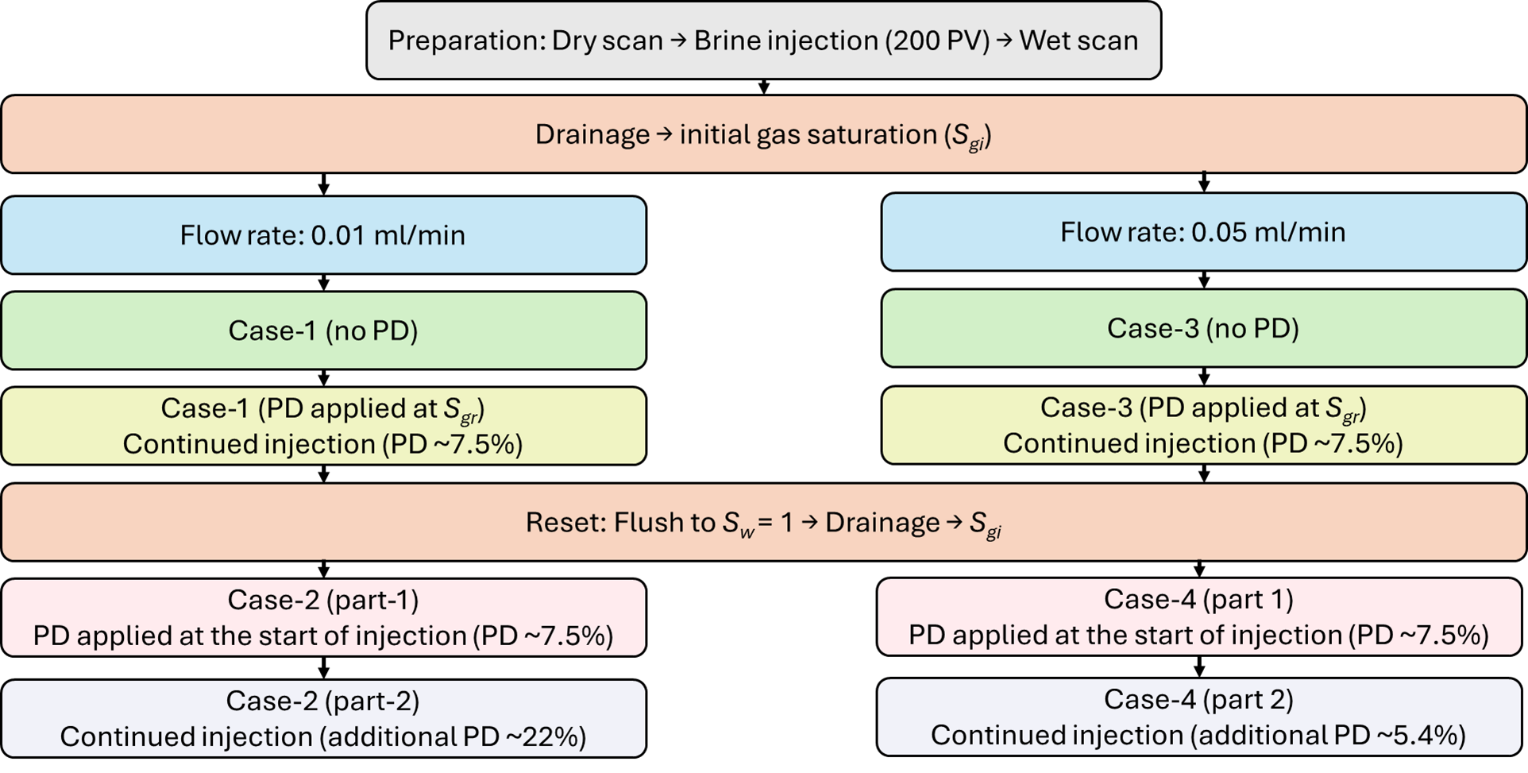 Preparation: Dry scan → Brine injection (200 PV) → Wet scan
Drainage → initial gas saturation (Sgi)
Flow rate: 0.01 ml/min
Flow rate: 0.05 ml/min
Case-1 (no PD)
Case-3 (no PD)
Case-1 (PD applied at Sgr)
Continued injection (PD ~7.5%)
Case-3 (PD applied at Sgr)
Continued injection (PD ~7.5%)
Reset: Flush to Sw = 1 → Drainage → Sgi
Case-2 (part-1)
PD applied at the start of injection (PD ~7.5%)
Case-4 (part 1)
PD applied at the start of injection (PD ~7.5%)
Case-2 (part-2)
Continued injection (additional PD ~22%)
Case-4 (part 2)
Continued injection (additional PD ~5.4%)